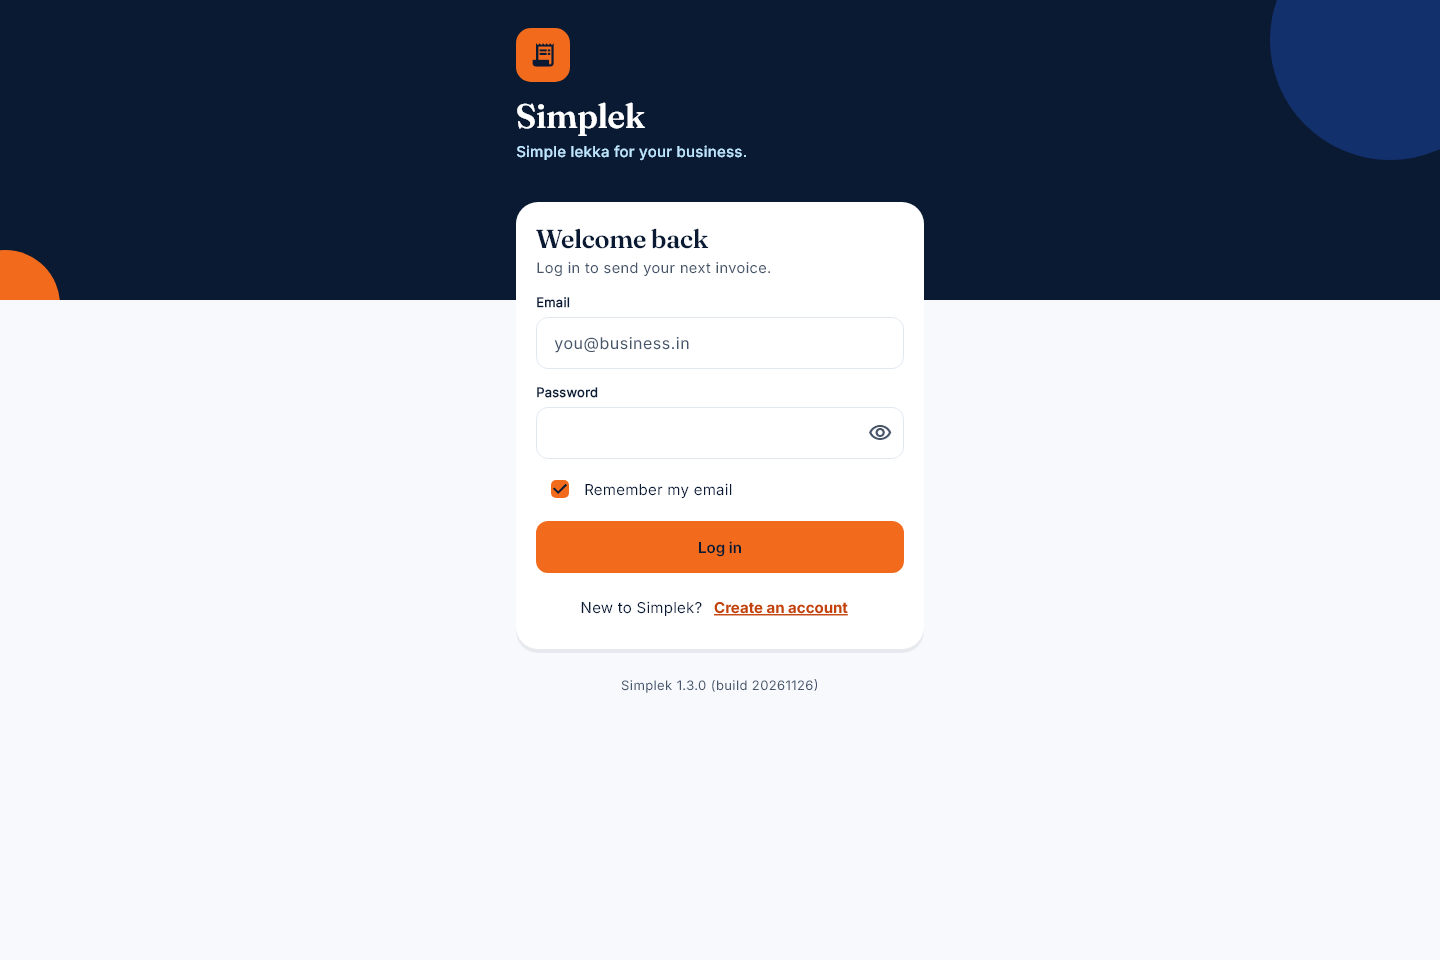 Simplek
Simple lekka for your business.
Welcome back
Log in to send your next invoice.
Email
you@business.in
Password
Remember my email
Log in
New to Simplek? Create an account
Simplek 1.3.0 (build 20261126)